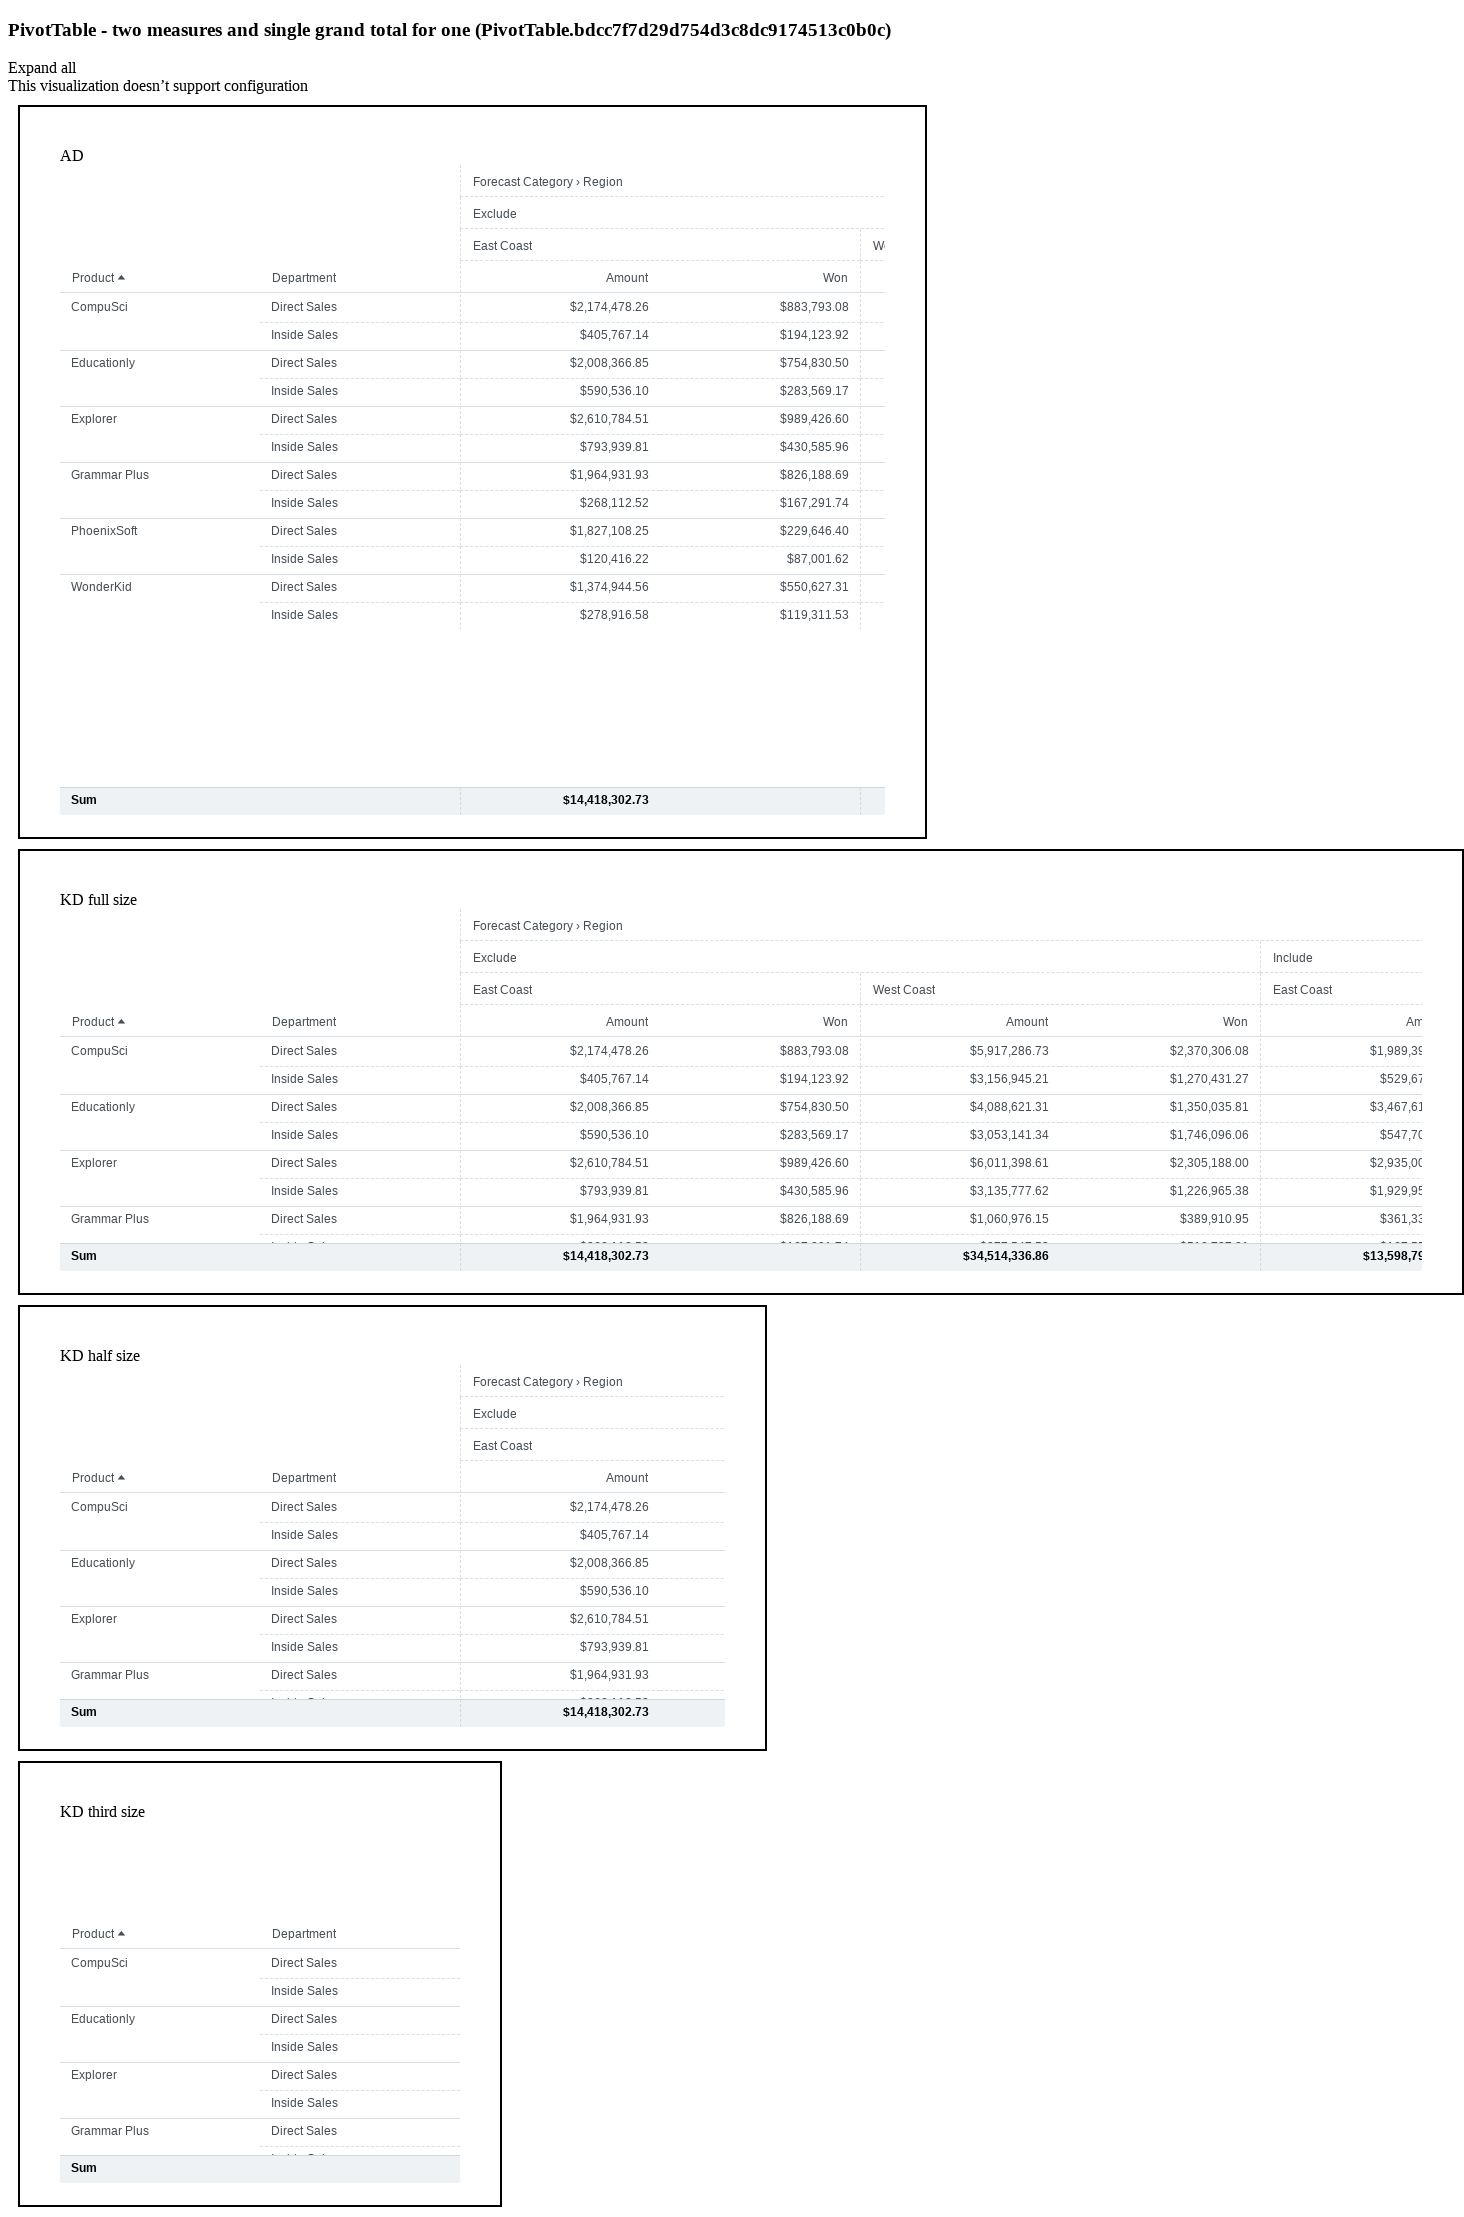 PivotTable - two measures and single grand total for one (PivotTable.bdcc7f7d29d754d3c8dc9174513c0b0c)
Expand all
This visualization doesn’t support configuration
AD
Forecast Category › Region
Exclude
East Coast
Product Department Amount Won
CompuSci Direct Sales $2,174,478.26 $883,793.08
Inside Sales $405,767.14 $194,123.92
Educationly Direct Sales $2,008,366.85 $754,830.50
Inside Sales $590,536.10 $283,569.17
Explorer Direct Sales $2,610,784.51 $989,426.60
Inside Sales $793,939.81 $430,585.96
Grammar Plus Direct Sales $1,964,931.93 $826,188.69
Inside Sales $268,112.52 $167,291.74
PhoenixSoft Direct Sales $1,827,108.25 $229,646.40
Inside Sales $120,416.22 $87,001.62
WonderKid Direct Sales $1,374,944.56 $550,627.31
Inside Sales $278,916.58 $119,311.53
Sum $14,418,302.73
KD full size
Forecast Category › Region
Exclude Include
East Coast West Coast East Coast
Product Department Amount Won Amount Won Am
CompuSci Direct Sales $2,174,478.26 $883,793.08 $5,917,286.73 $2,370,306.08 $1,989,39
Inside Sales $405,767.14 $194,123.92 $3,156,945.21 $1,270,431.27 $529,67
Educationly Direct Sales $2,008,366.85 $754,830.50 $4,088,621.31 $1,350,035.81 $3,467,61
Inside Sales $590,536.10 $283,569.17 $3,053,141.34 $1,746,096.06 $547,70
Explorer Direct Sales $2,610,784.51 $989,426.60 $6,011,398.61 $2,305,188.00 $2,935,00
Inside Sales $793,939.81 $430,585.96 $3,135,777.62 $1,226,965.38 $1,929,95
Grammar Plus Direct Sales $1,964,931.93 $826,188.69 $1,060,976.15 $389,910.95 $361,33
Sum $14,418,302.73 $34,514,336.86 $13,598,79
KD half size
Forecast Category › Region
Exclude
East Coast
Product Department Amount
CompuSci Direct Sales $2,174,478.26
Inside Sales $405,767.14
Educationly Direct Sales $2,008,366.85
Inside Sales $590,536.10
Explorer Direct Sales $2,610,784.51
Inside Sales $793,939.81
Grammar Plus Direct Sales $1,964,931.93
Sum $14,418,302.73
KD third size
Product Department
CompuSci Direct Sales
Inside Sales
Educationly Direct Sales
Inside Sales
Explorer Direct Sales
Inside Sales
Grammar Plus Direct Sales
Sum